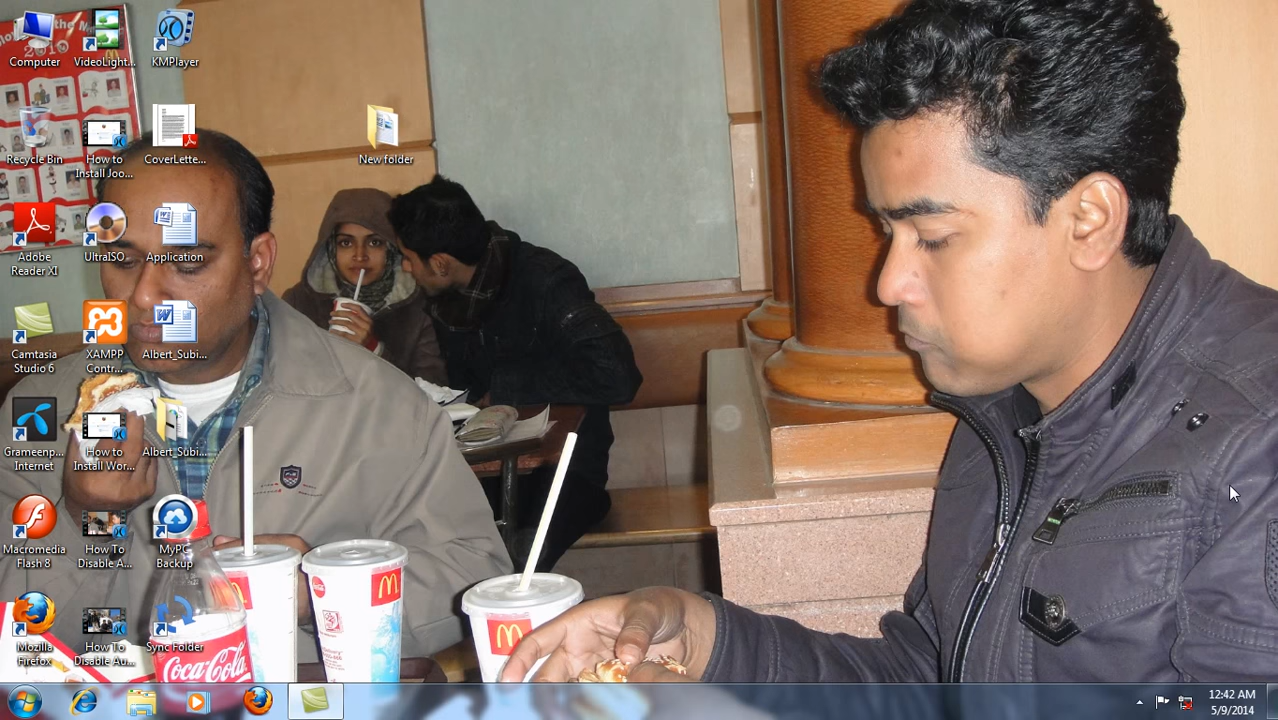 Computer
VideoLight...
KMPlayer
Recycle Bin
How to
Install Joo...
CoverLette...
New folder
Adobe
Reader XI
UltraISO
Application
Camtasia
Studio 6
XAMPP
Contr...
Albert_Subi...
Grameenp...
Internet
How to
Install Wor...
Albert_Subi...
Macromedia
Flash 8
How To
Disable A...
MyPC
Backup
Mozilla
Firefox
How To
Disable Au...
Sync Folder
Coca-Cola
12:42 AM
5/9/2014
2010